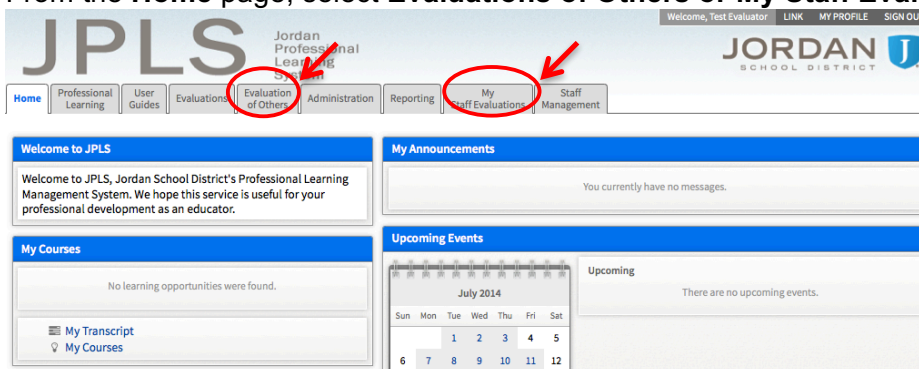 From the Home page, select Evaluations of Others or My Staff Eval
Welcome, Test Evaluator LINK MY PROFILE SIGN OU
JPLS
Jordan
Professional
Learning
System
JORDAN J
SCHOOL DISTRICT
Home
Professional
Learning
User
Guides
Evaluations
Evaluation
of Others
Administration
Reporting
My
Staff Evaluations
Staff
Management
Welcome to JPLS
Welcome to JPLS, Jordan School District's Professional Learning
Management System. We hope this service is useful for your
professional development as an educator.
My Announcements
You currently have no messages.
My Courses
No learning opportunities were found.
My Transcript
My Courses
Upcoming Events
July 2014
Sun Mon Tue Wed Thu Fri Sat
1 2 3 4 5
6 7 8 9 10 11 12
Upcoming
There are no upcoming events.